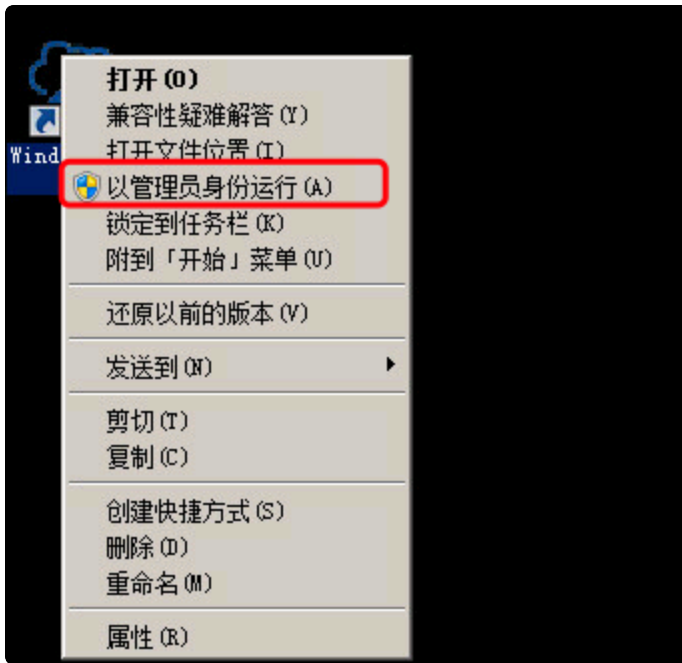 打开(O)
兼容性疑难解答(Y)
Wind
打开文件位置(I)
以管理员身份运行(A)
锁定到任务栏(K)
附到「开始」菜单(U)
还原以前的版本(V)
发送到(N)
剪切(T)
复制(C)
创建快捷方式(S)
删除(D)
重命名(M)
属性(R)